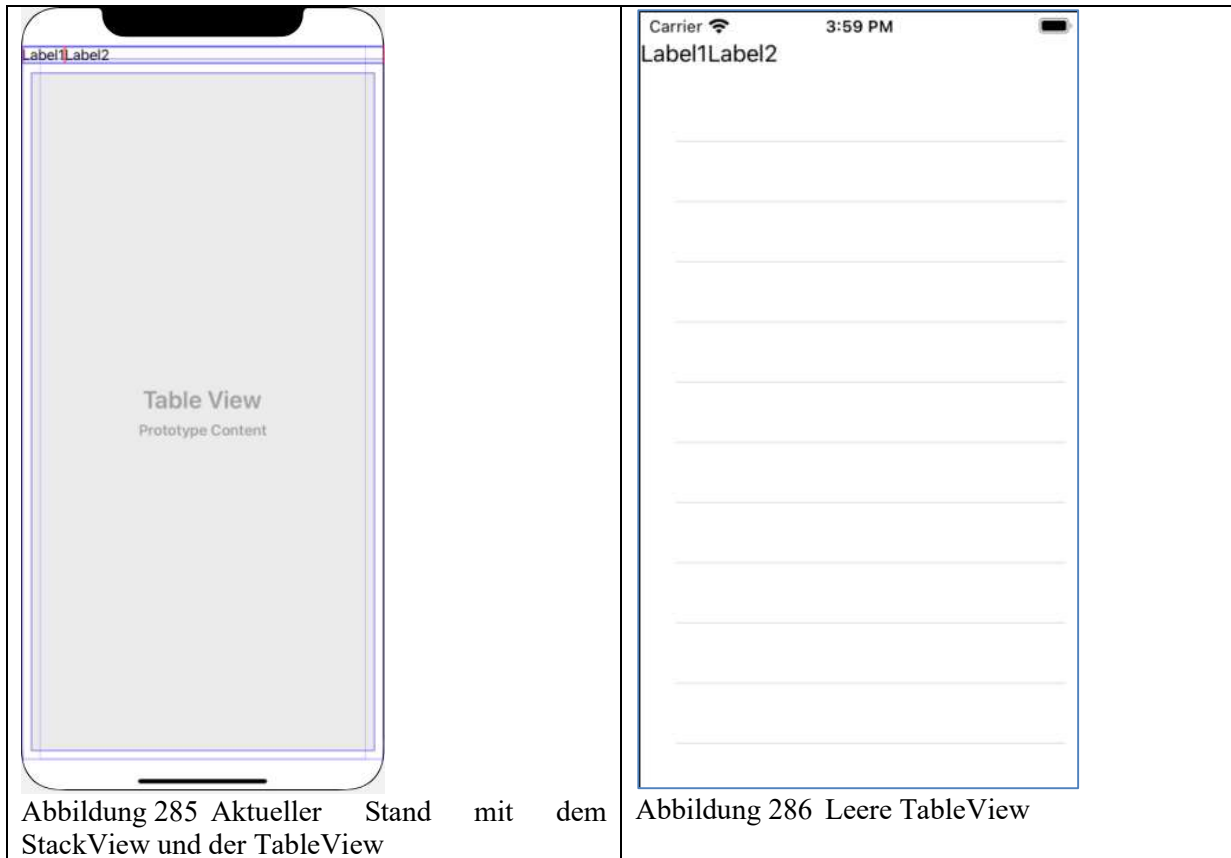 Label1Label2
Table View
Prototype Content
Abbildung 285 Aktueller Stand mit dem
StackView und der TableView
Carrier 3:59 PM
Label1Label2
Abbildung 286 Leere TableView